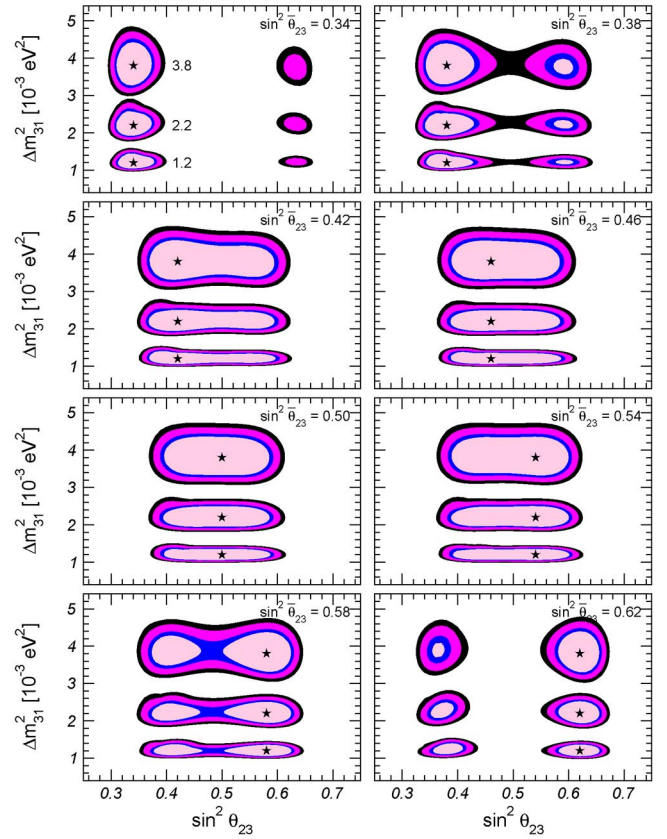 sin² θ̄₂₃ = 0.34
sin² θ̄₂₃ = 0.38
5
4
3
2
1
Δm²₃₁ [10⁻³ eV²]
3.8
2.2
1.2
sin² θ̄₂₃ = 0.42
sin² θ̄₂₃ = 0.46
4
3
2
1
Δm²₃₁ [10⁻³ eV²]
sin² θ̄₂₃ = 0.50
sin² θ̄₂₃ = 0.54
5
4
3
2
1
Δm²₃₁ [10⁻³ eV²]
sin² θ̄₂₃ = 0.58
sin² θ̄₂₃ = 0.62
5
4
3
2
1
Δm²₃₁ [10⁻³ eV²]
0.3 0.4 0.5 0.6 0.7
0.3 0.4 0.5 0.6 0.7
sin² θ₂₃
sin² θ₂₃